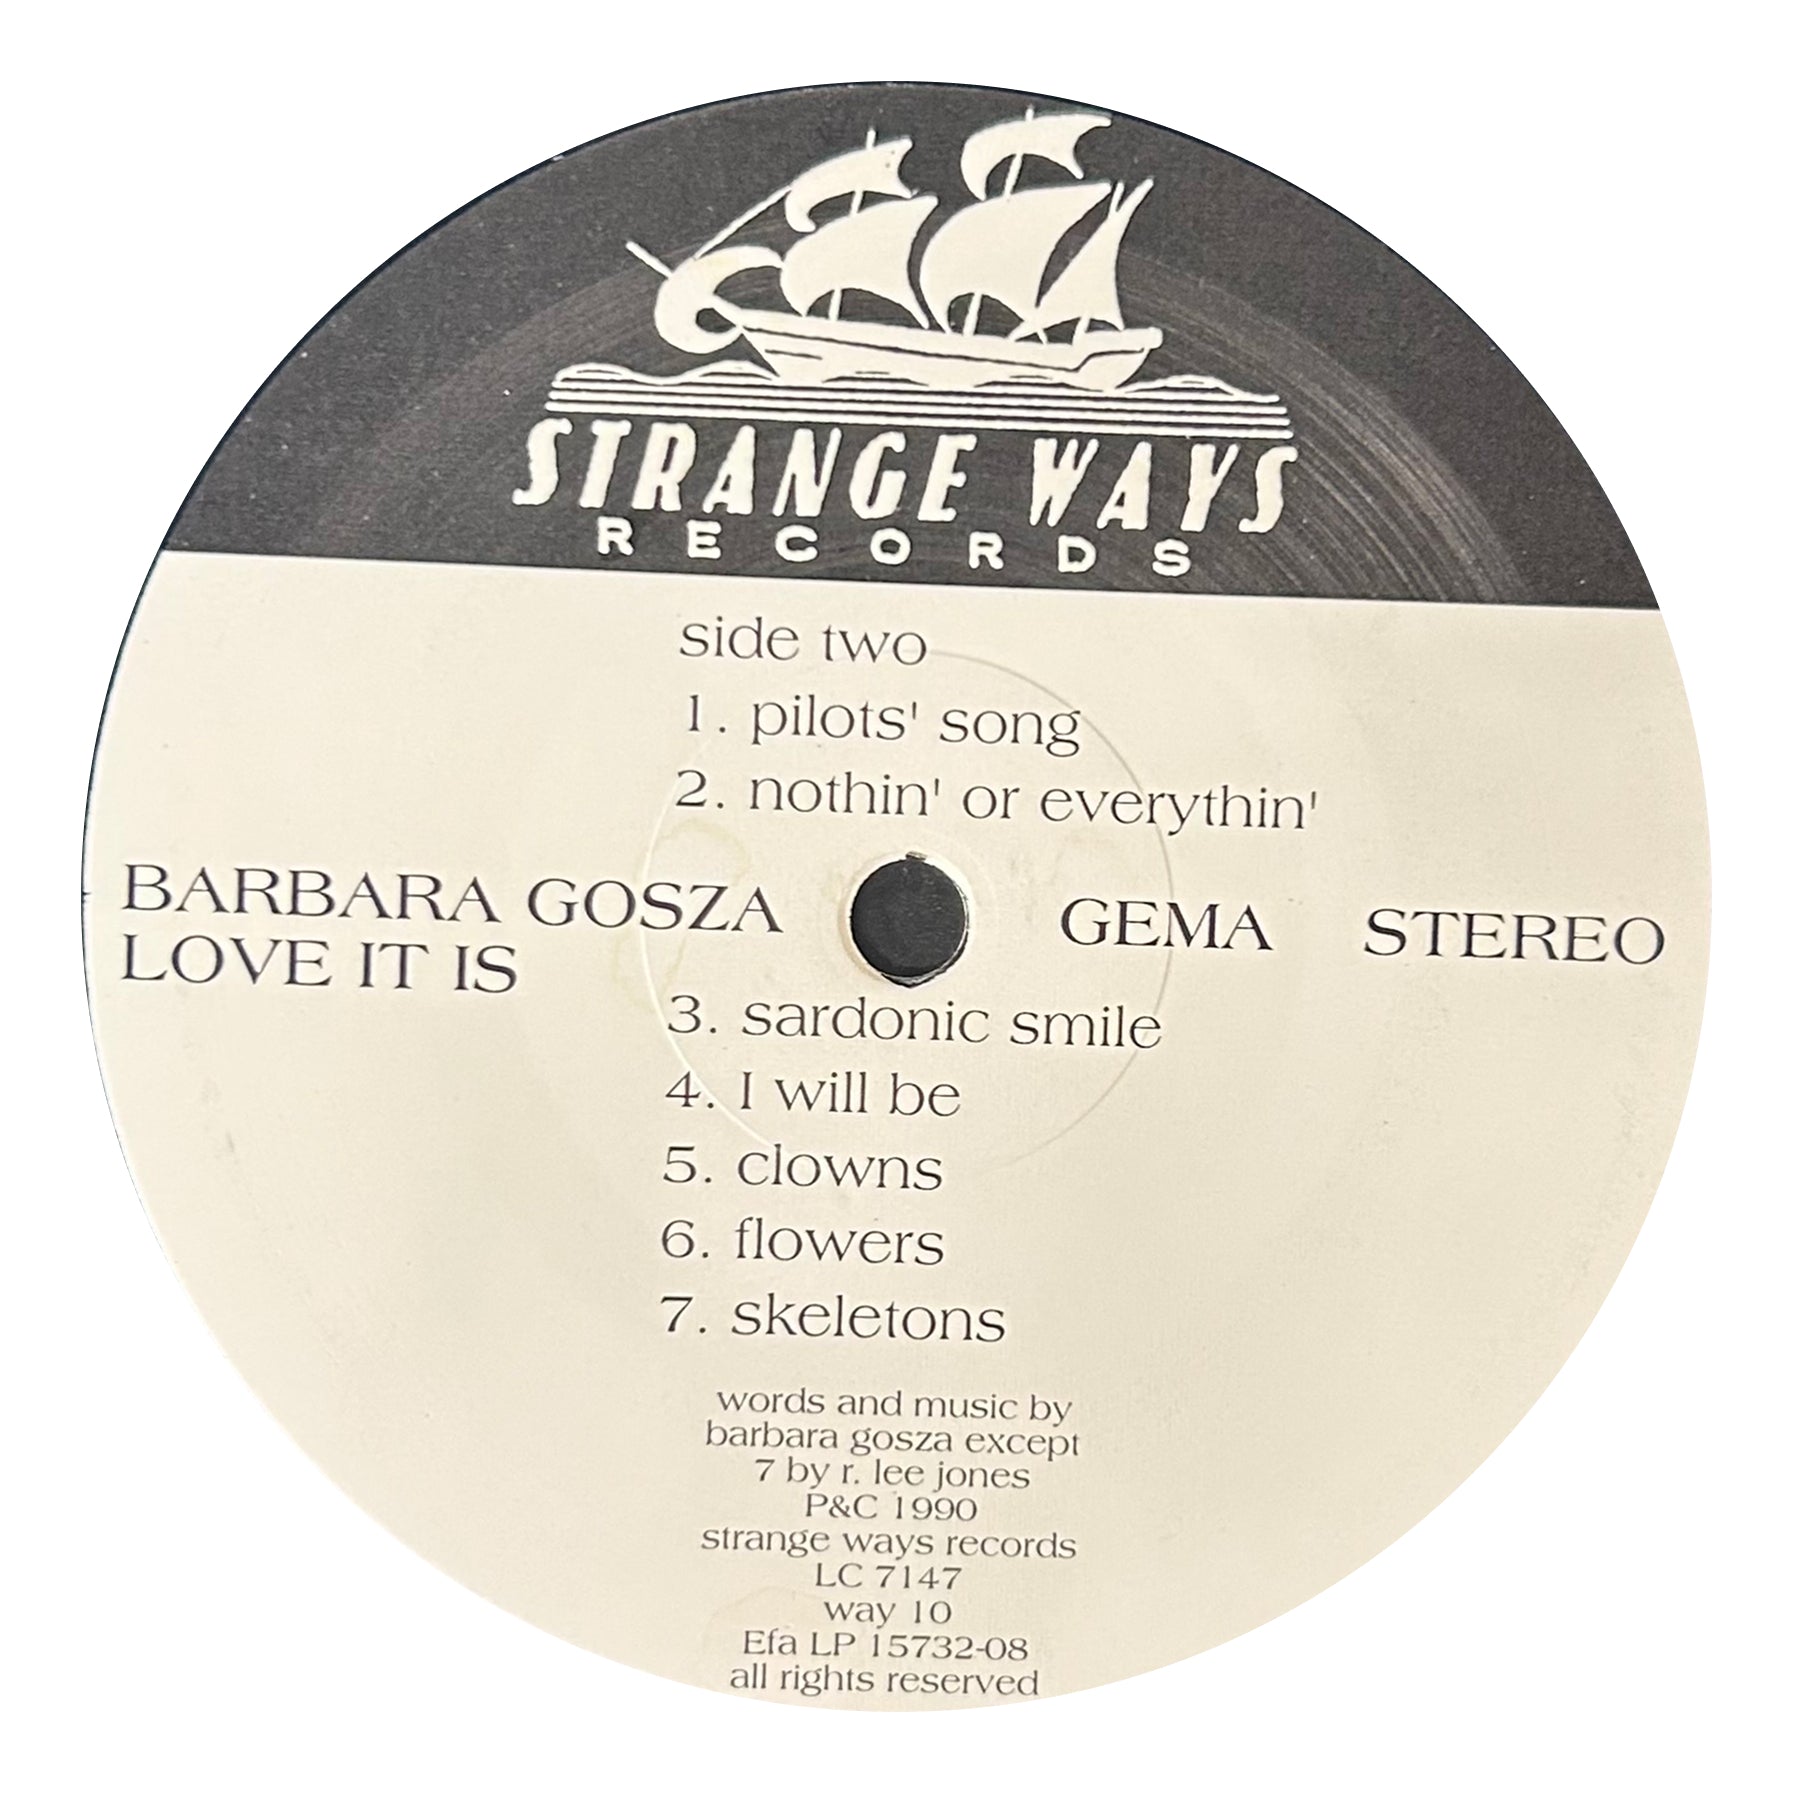 STRANGE WAYS
RECORDS
side two
1. pilots' song
2. nothin' or everythin'
BARBARA GOSZA
LOVE IT IS
GEMA STEREO
3. sardonic smile
4. I will be
5. clowns
6. flowers
7. skeletons
words and music by
barbara gosza except
7 by r. lee jones
P&C 1990
strange ways records
LC 7147
way 10
Efa LP 15732-08
all rights reserved